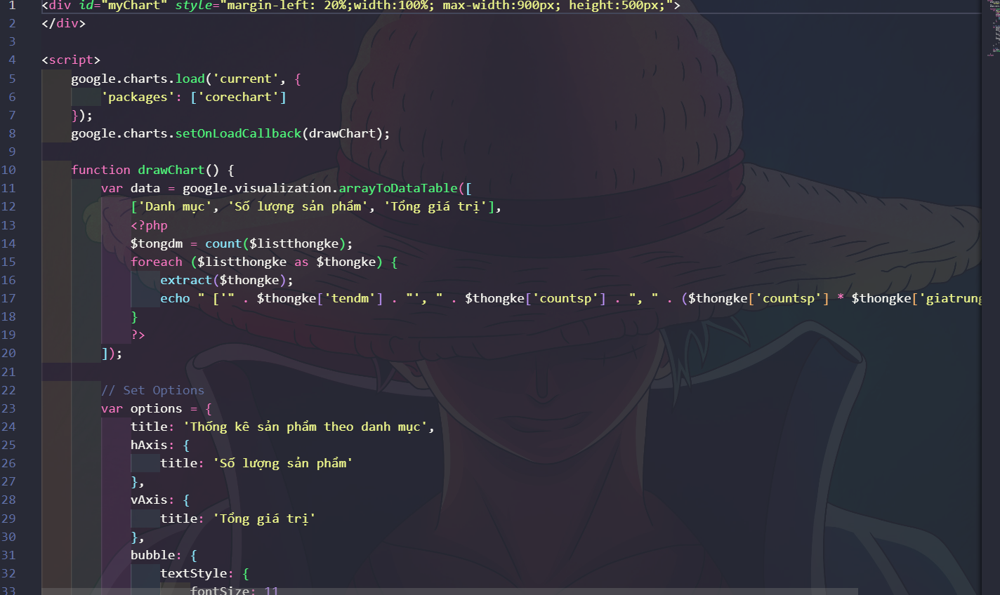 1 <div id="myChart" style="margin-left: 20%;width:100%; max-width:900px; height:500px;">
2 </div>
3
4 <script>
5 google.charts.load('current', {
6 'packages': ['corechart']
7 });
8 google.charts.setOnLoadCallback(drawChart);
9
10 function drawChart() {
11 var data = google.visualization.arrayToDataTable([
12 ['Danh mục', 'Số lượng sản phẩm', 'Tổng giá trị'],
13 <?php
14 $tongdm = count($listthongke);
15 foreach ($listthongke as $thongke) {
16 extract($thongke);
17 echo " ['" . $thongke['tendm'] . "', " . $thongke['countsp'] . ", " . ($thongke['countsp'] * $thongke['giatrung
18 }
19 ?>
20 ]);
21
22 // Set Options
23 var options = {
24 title: 'Thống kê sản phẩm theo danh mục',
25 hAxis: {
26 title: 'Số lượng sản phẩm'
27 },
28 vAxis: {
29 title: 'Tổng giá trị'
30 },
31 bubble: {
32 textStyle: {
33 fontSize: 11